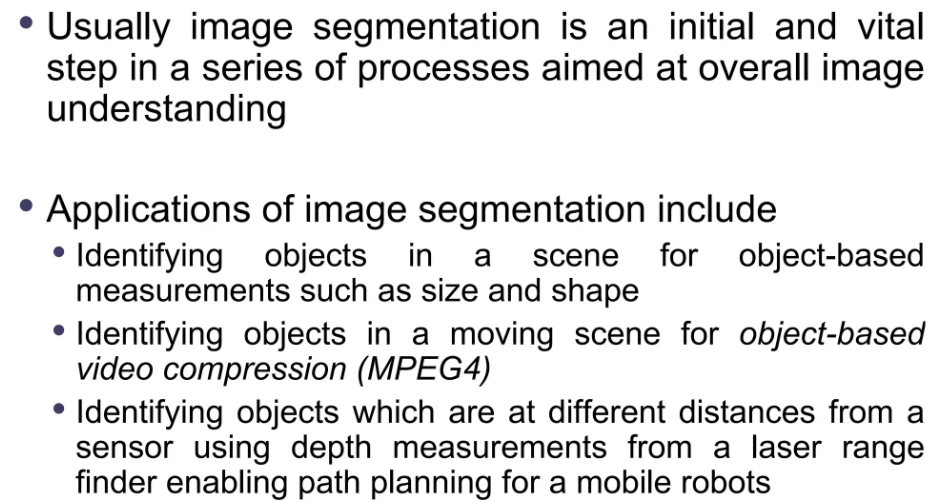 • Usually image segmentation is an initial and vital
step in a series of processes aimed at overall image
understanding
• Applications of image segmentation include
• Identifying objects in a scene for object-based
measurements such as size and shape
• Identifying objects in a moving scene for object-based
video compression (MPEG4)
• Identifying objects which are at different distances from a
sensor using depth measurements from a laser range
finder enabling path planning for a mobile robots